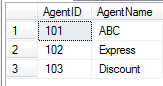 AgentID AgentName
1 101 ABC
2 102 Express
3 103 Discount